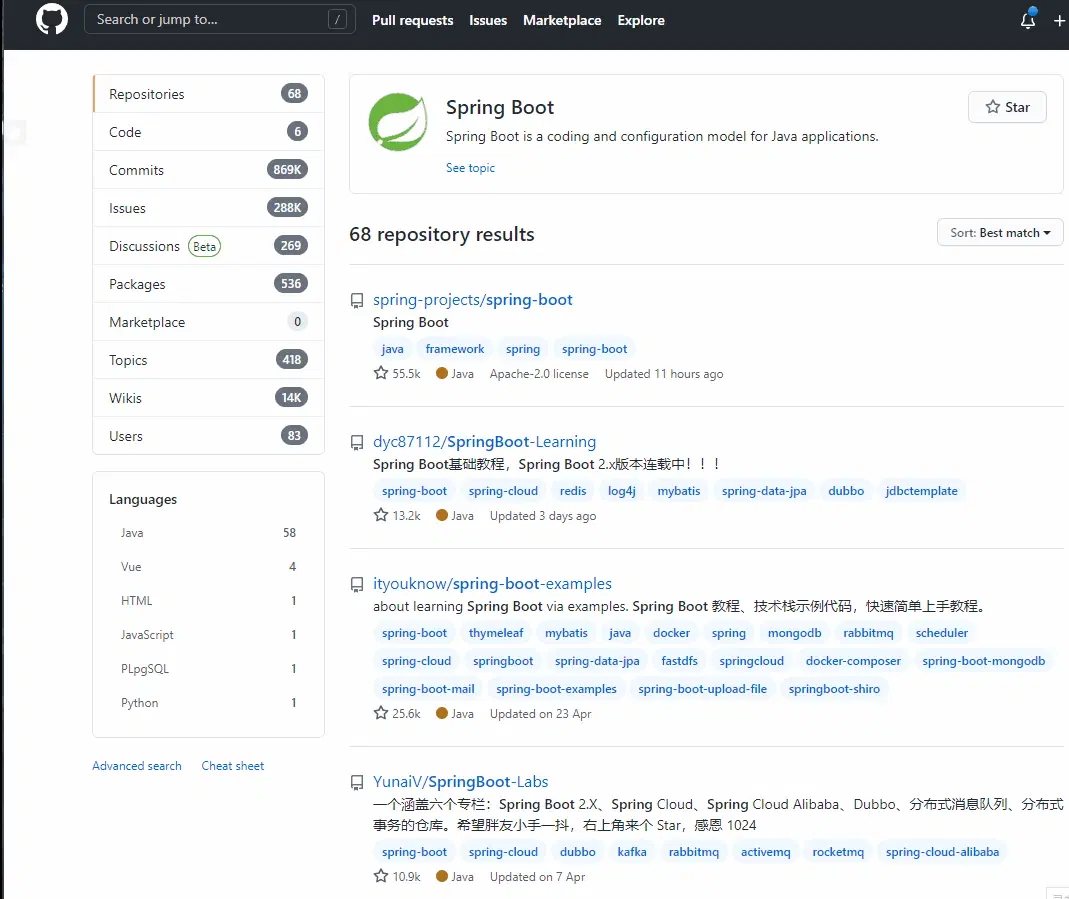 Search or jump to... / Pull requests Issues Marketplace Explore
Repositories 68
Code 6
Commits 869K
Issues 288K
Discussions Beta 269
Packages 536
Marketplace 0
Topics 418
Wikis 14K
Users 83
Languages
Java 58
Vue 4
HTML 1
JavaScript 1
PLpgSQL 1
Python 1
Advanced search Cheat sheet
Spring Boot
Star
Spring Boot is a coding and configuration model for Java applications.
See topic
68 repository results
Sort: Best match
spring-projects/spring-boot
Spring Boot
java framework spring spring-boot
55.5k Java Apache-2.0 license Updated 11 hours ago
dyc87112/SpringBoot-Learning
Spring Boot基础教程，Spring Boot 2.x版本连载中！！！
spring-boot spring-cloud redis log4j mybatis spring-data-jpa dubbo jdbctemplate
13.2k Java Updated 3 days ago
ityouknow/spring-boot-examples
about learning Spring Boot via examples. Spring Boot 教程、技术栈示例代码，快速简单上手教程。
spring-boot thymeleaf mybatis java docker spring mongodb rabbitmq scheduler
spring-cloud springboot spring-data-jpa fastdfs springcloud docker-composer spring-boot-mongodb
spring-boot-mail spring-boot-examples spring-boot-upload-file springboot-shiro
25.6k Java Updated on 23 Apr
YunaiV/SpringBoot-Labs
一个涵盖六个专栏：Spring Boot 2.X、Spring Cloud、Spring Cloud Alibaba、Dubbo、分布式消息队列、分布式
事务的仓库。希望胖友小手一抖，右上角来个 Star，感恩 1024
spring-boot spring-cloud dubbo kafka rabbitmq activemq rocketmq spring-cloud-alibaba
10.9k Java Updated on 7 Apr